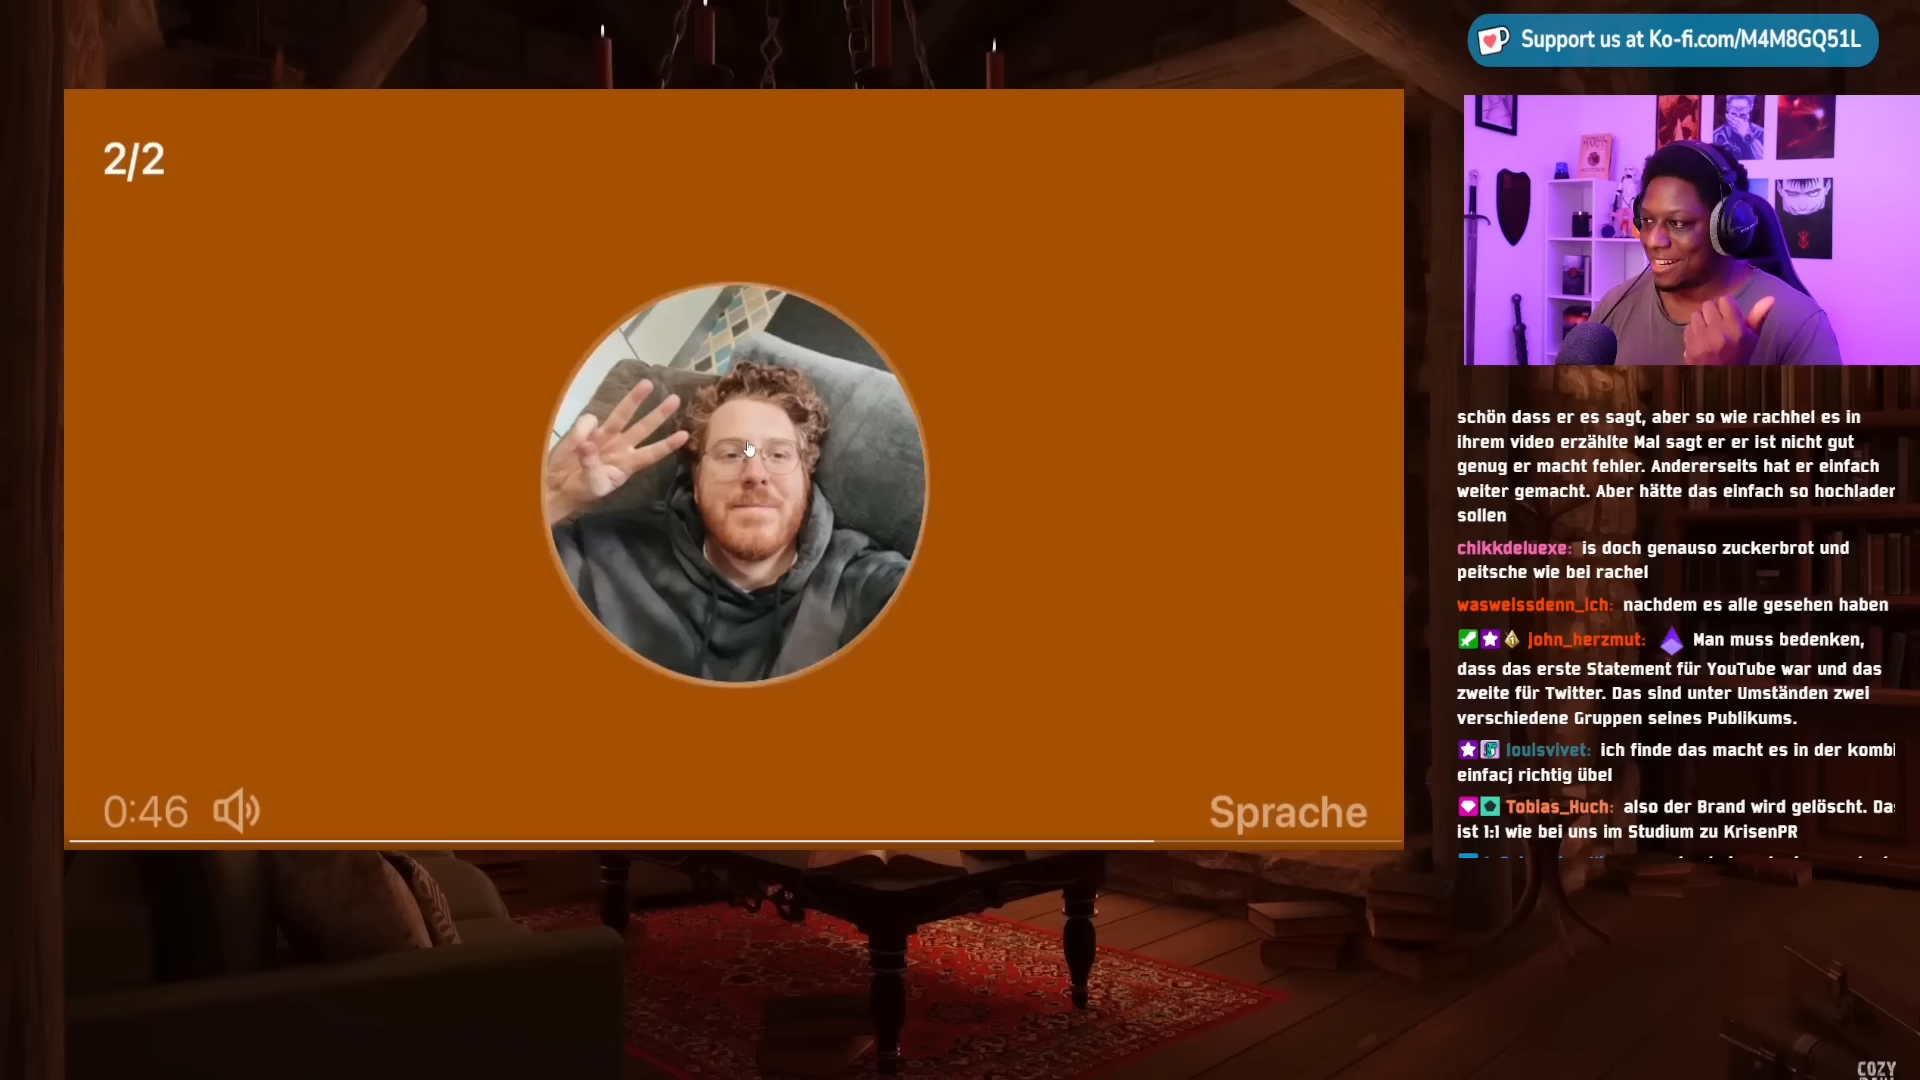 Support us at Ko-fi.com/M4M8GQ51L
2/2
schön dass er es sagt, aber so wie rachhel es in
ihrem video erzählte Mal sagt er er ist nicht gut
genug er macht fehler. Andererseits hat er einfach
weiter gemacht. Aber hätte das einfach so hochladen
sollen
chikkdeluexe: is doch genauso zuckerbrot und
peitsche wie bei rachel
wasweissdenn_ich: nachdem es alle gesehen haben
john_herzmut: Man muss bedenken,
dass das erste Statement für YouTube war und das
zweite für Twitter. Das sind unter Umständen zwei
verschiedene Gruppen seines Publikums.
louisvivet: ich finde das macht es in der kombi
einfacj richtig übel
Tobias_Huch: also der Brand wird gelöscht. Das
ist 1:1 wie bei uns im Studium zu KrisenPR
0:46
Sprache
COZY